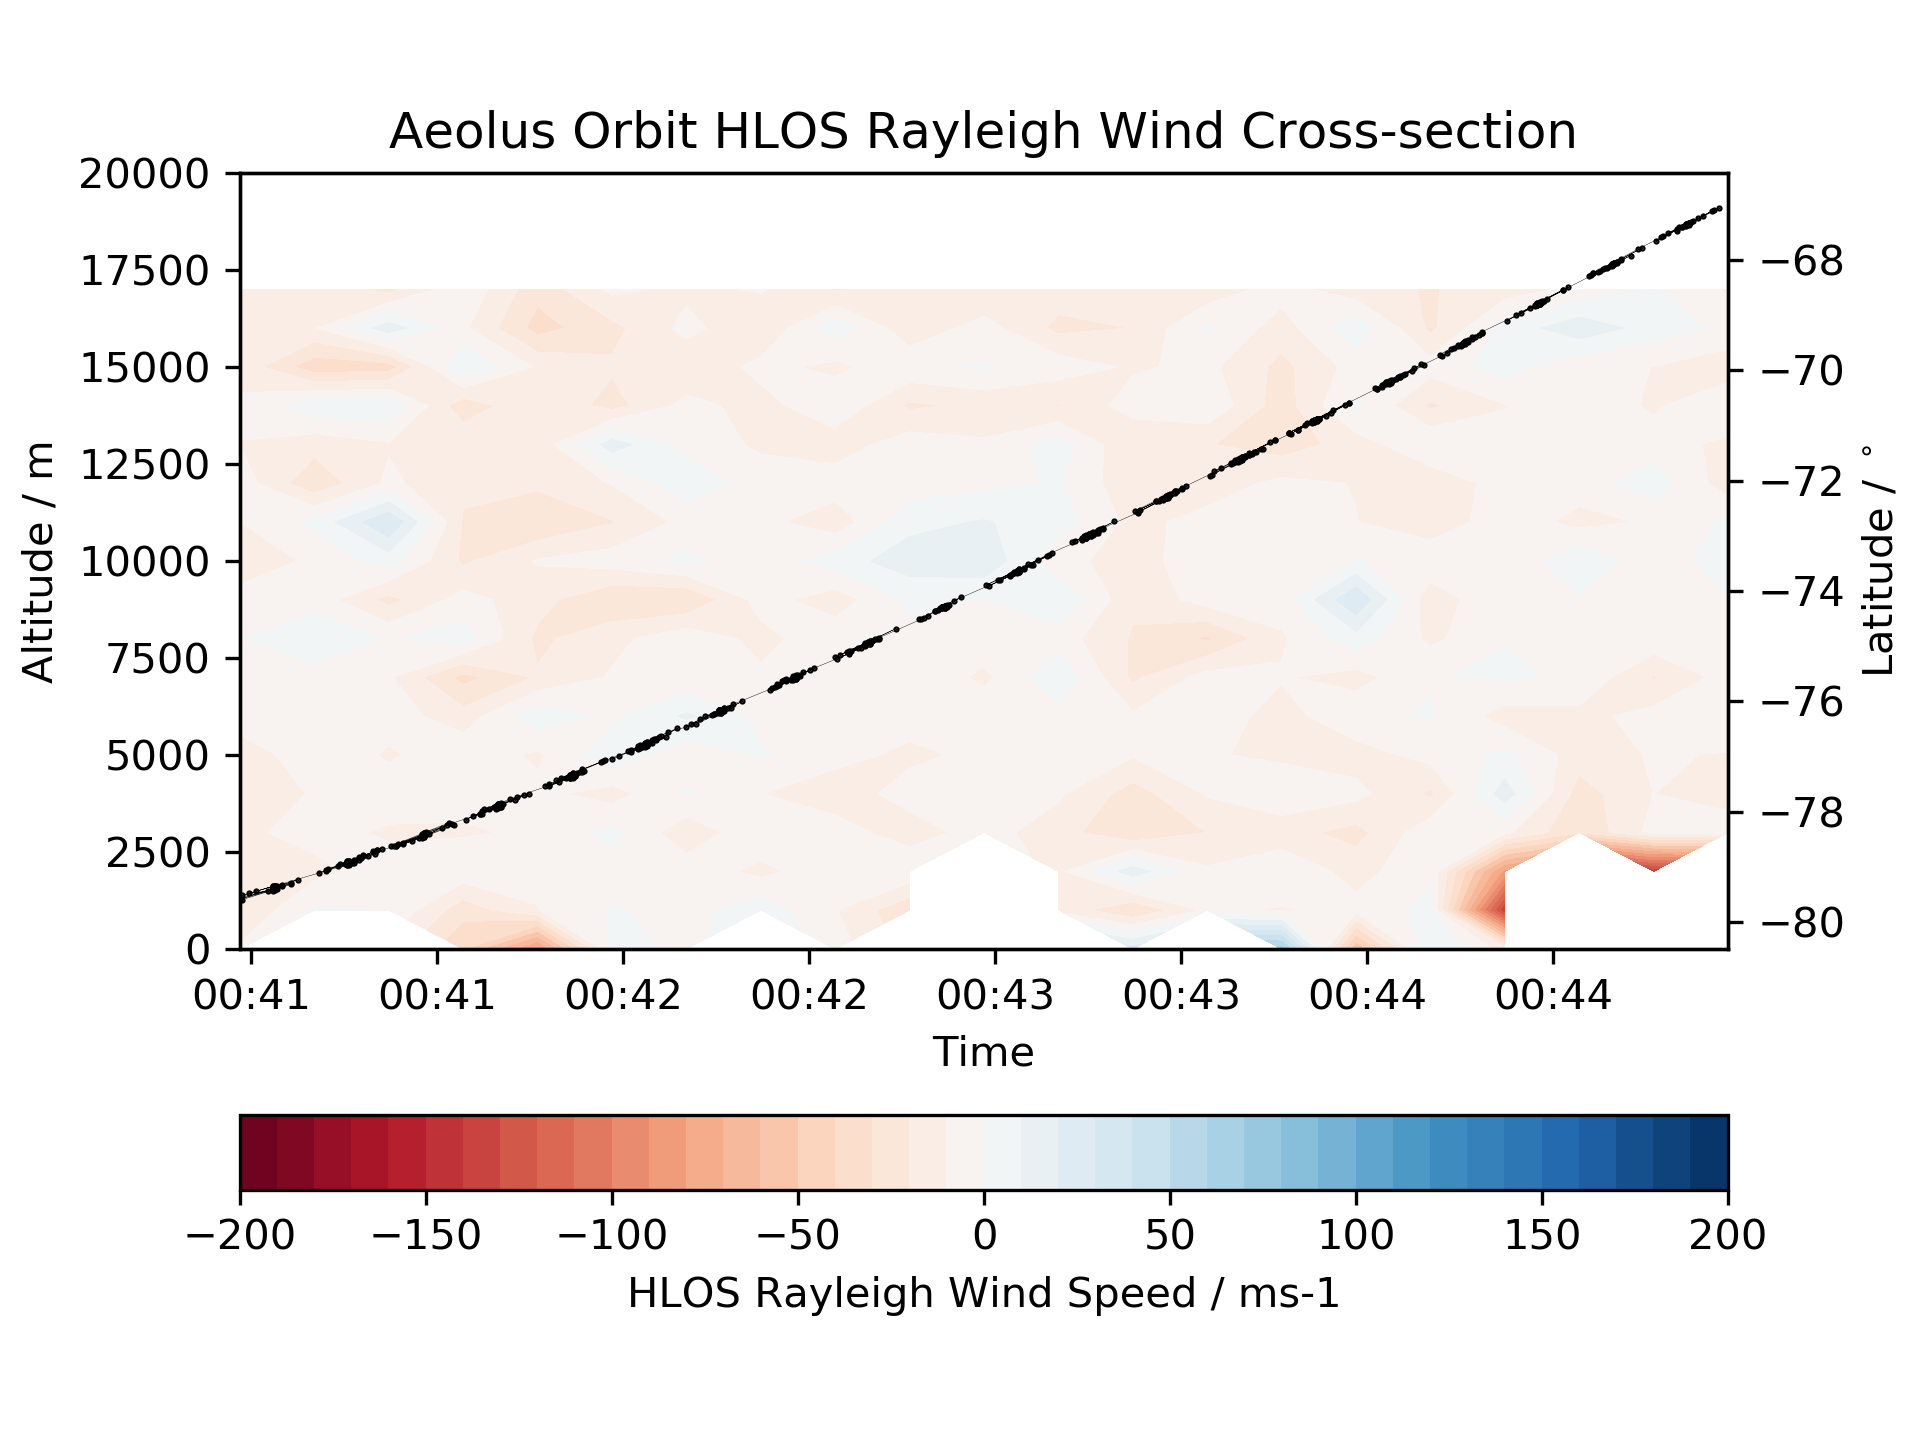 Aeolus Orbit HLOS Rayleigh Wind Cross-section
20000
17500
15000
12500
10000
7500
5000
2500
0
Altitude / m
−68
−70
−72
−74
−76
−78
−80
Latitude / °
00:41 00:41 00:42 00:42 00:43 00:43 00:44 00:44
Time
−200 −150 −100 −50 0 50 100 150 200
HLOS Rayleigh Wind Speed / ms-1